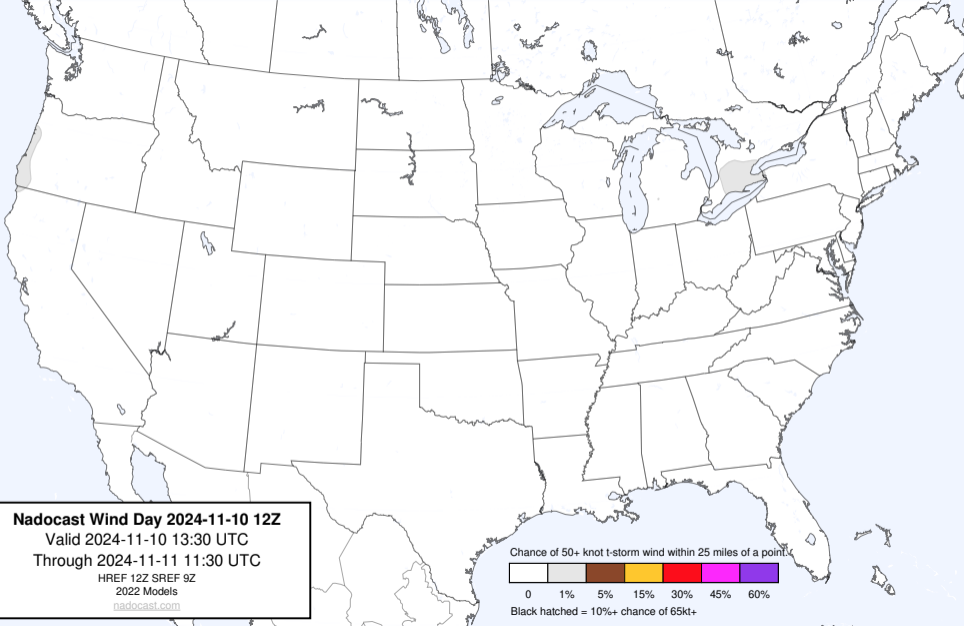 Nadocast Wind Day 2024-11-10 12Z
Valid 2024-11-10 13:30 UTC
Through 2024-11-11 11:30 UTC
HREF 12Z SREF 9Z
2022 Models
nadocast.com
Chance of 50+ knot t-storm wind within 25 miles of a point.
0 1% 5% 15% 30% 45% 60%
Black hatched = 10%+ chance of 65kt+